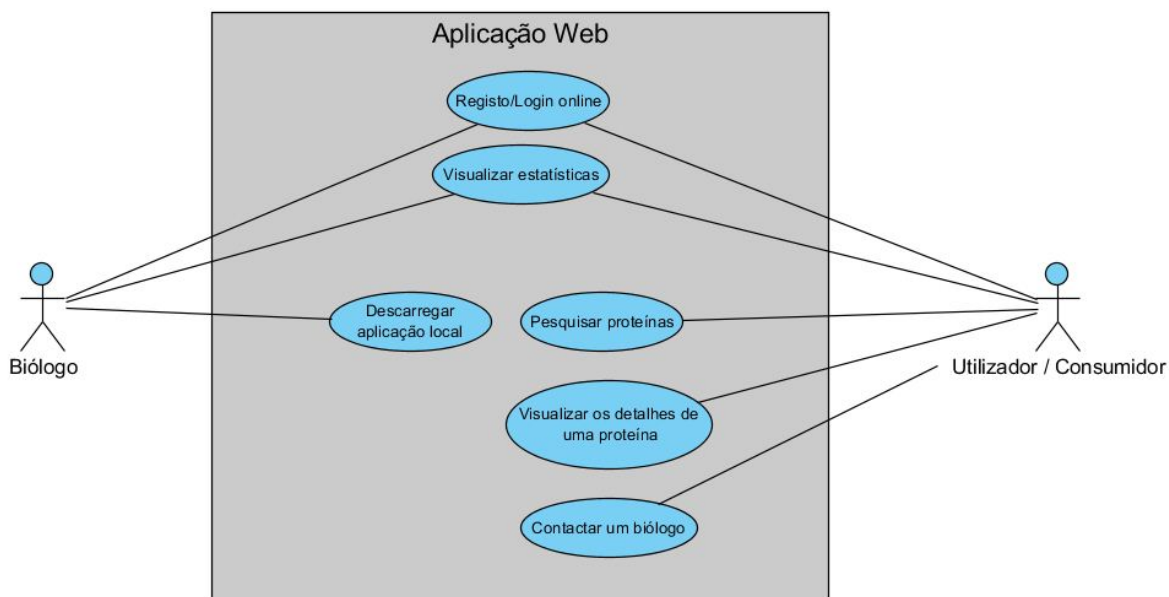 Aplicação Web
Registo/Login online
Visualizar estatísticas
Descarregar
aplicação local
Pesquisar proteínas
Biólogo
Utilizador / Consumidor
Visualizar os detalhes de
uma proteína
Contactar um biólogo